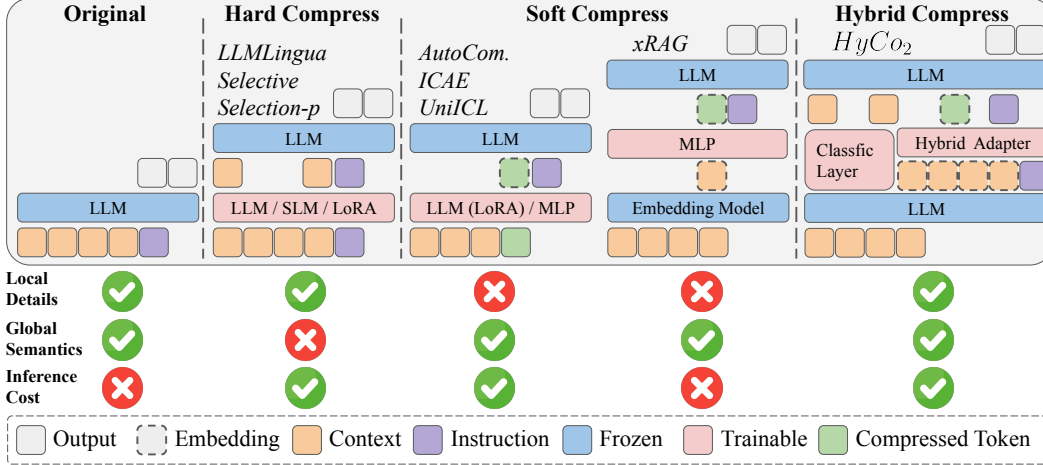 Original
Hard Compress
Soft Compress
Hybrid Compress
LLM
LLMLingua
Selective
Selection-p
LLM
LLM / SLM / LoRA
AutoCom.
ICAE
UniICL
LLM
LLM (LoRA) / MLP
xRAG
LLM
MLP
Embedding Model
HyCo2
LLM
Classfic
Layer
Hybrid Adapter
LLM
Local
Details
Global
Semantics
Inference
Cost
Output
Embedding
Context
Instruction
Frozen
Trainable
Compressed Token